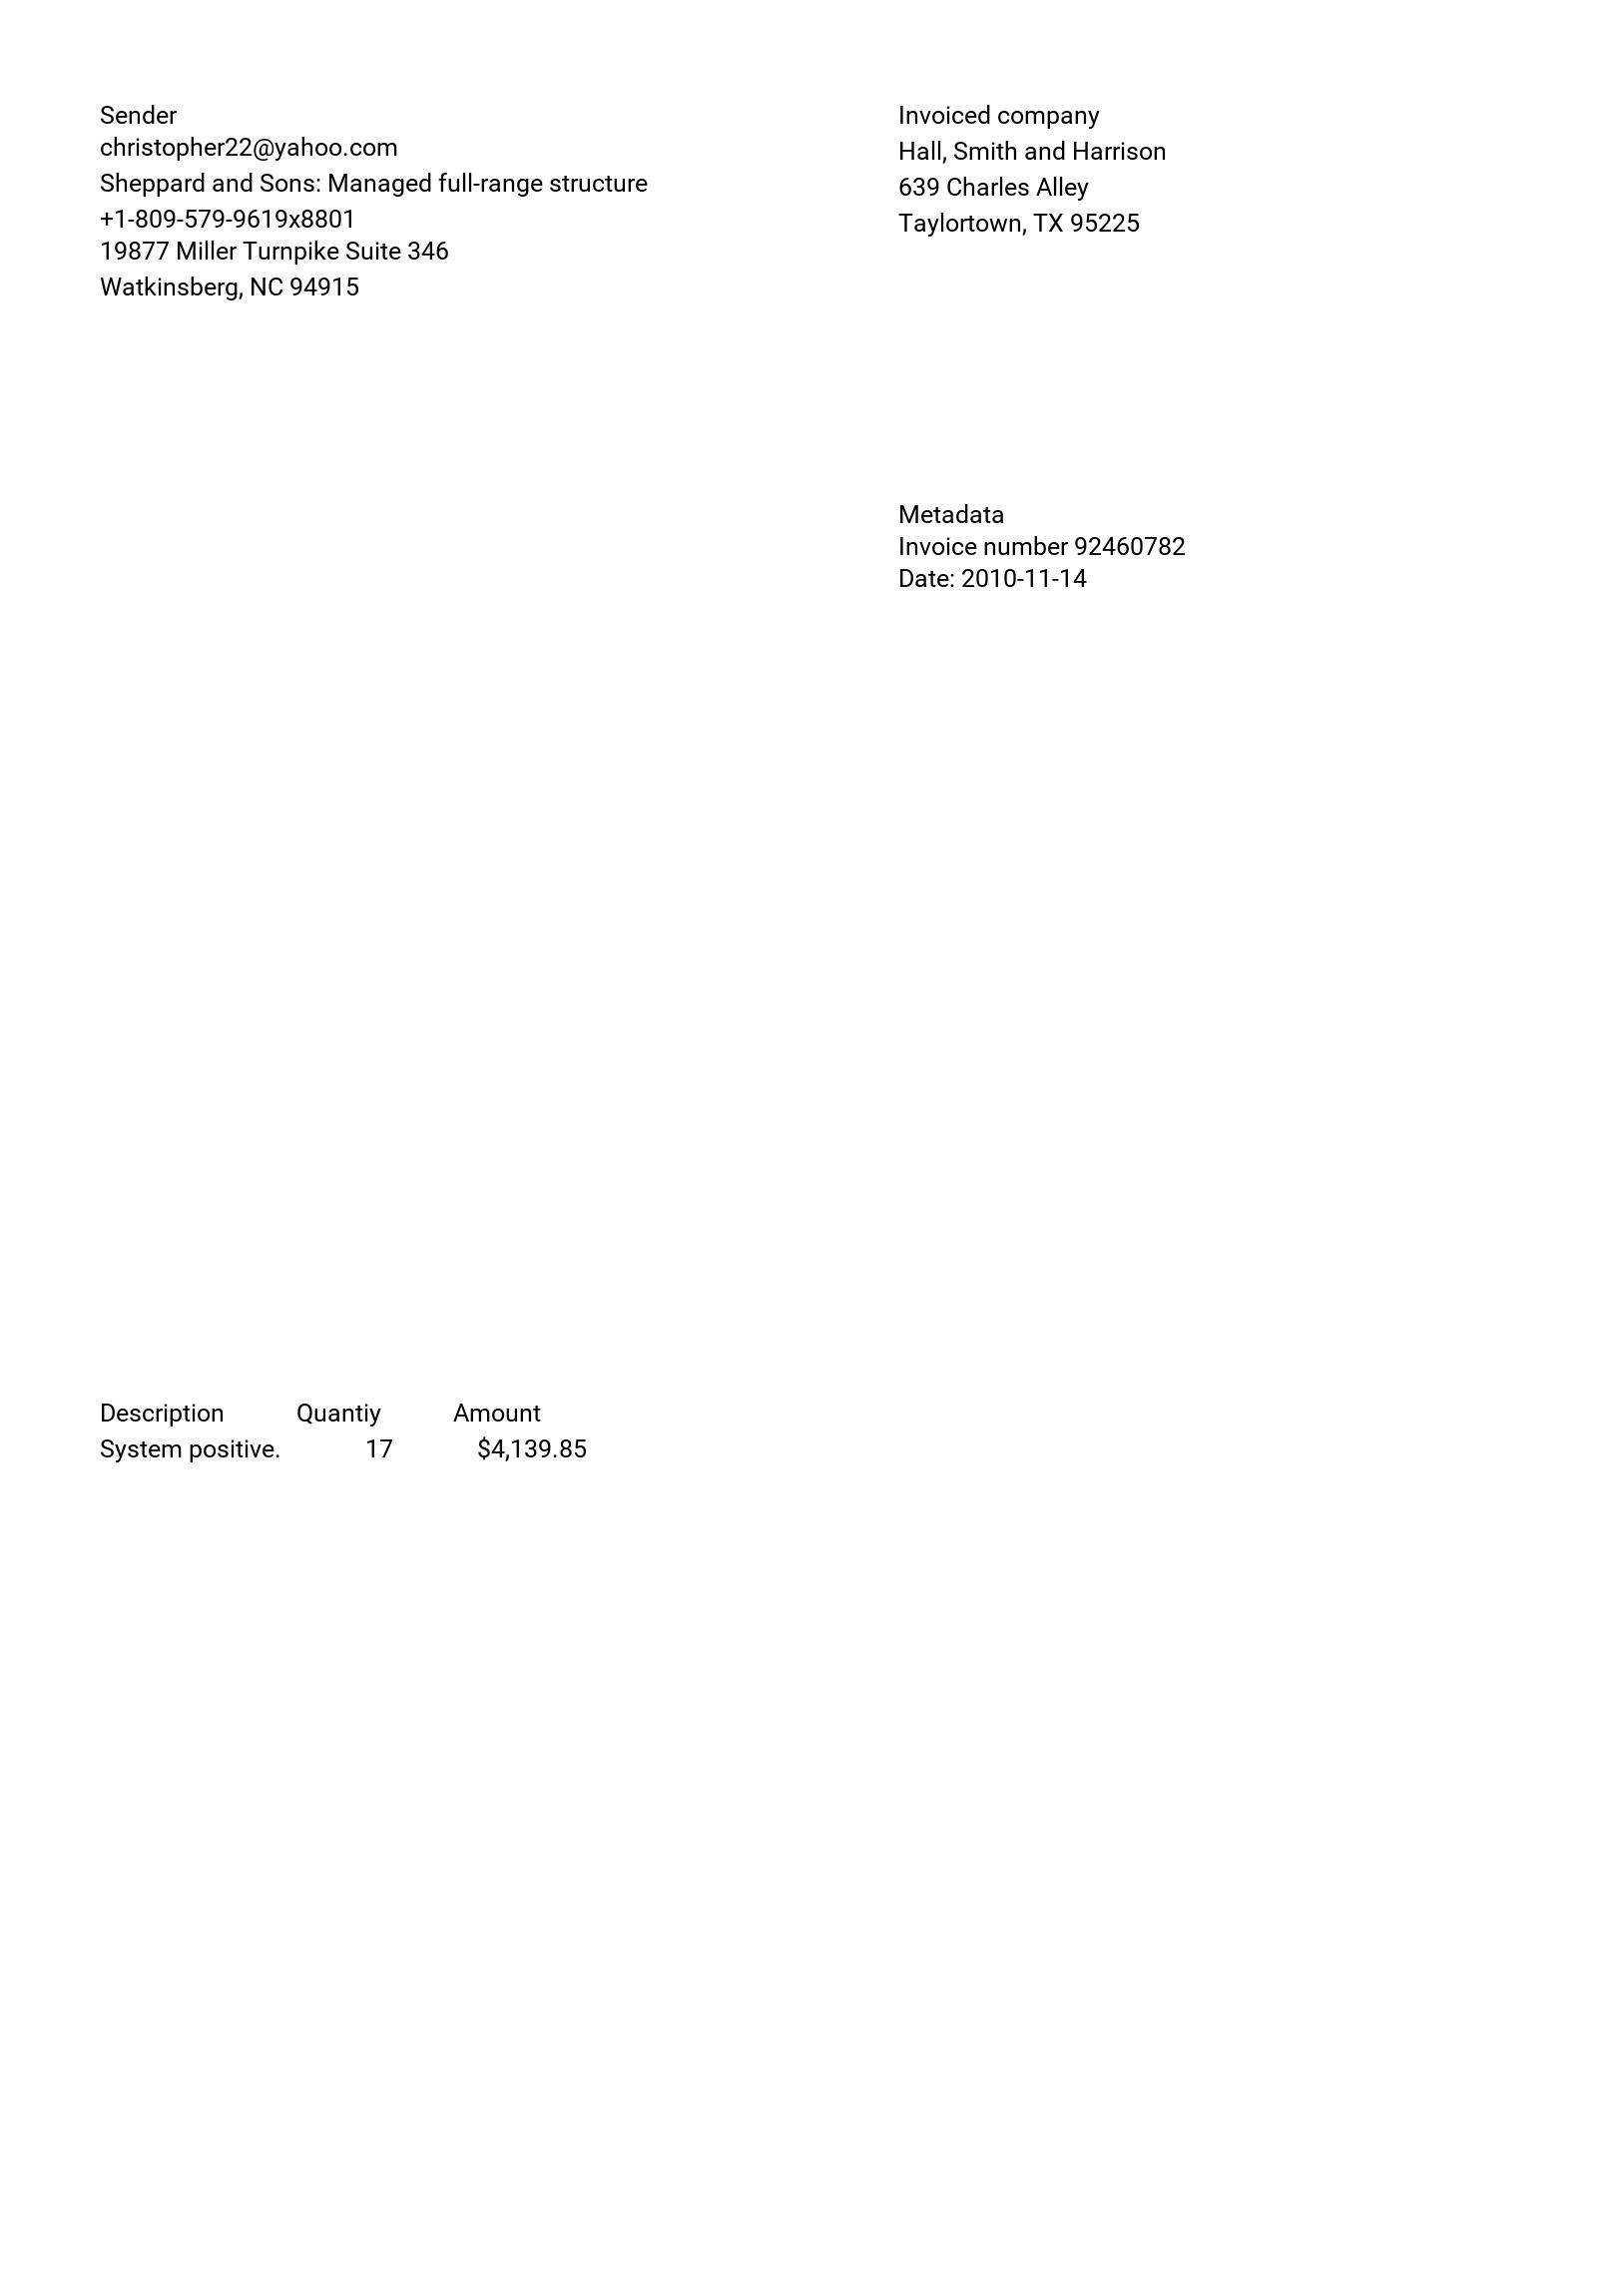 Sender
christopher22@yahoo.com
Sheppard and Sons: Managed full-range structure
+1-809-579-9619x8801
19877 Miller Turnpike Suite 346
Watkinsberg, NC 94915
Invoiced company
Hall, Smith and Harrison
639 Charles Alley
Taylortown, TX 95225
Metadata
Invoice number 92460782
Date: 2010-11-14
Description Quantiy Amount
System positive. 17 $4,139.85